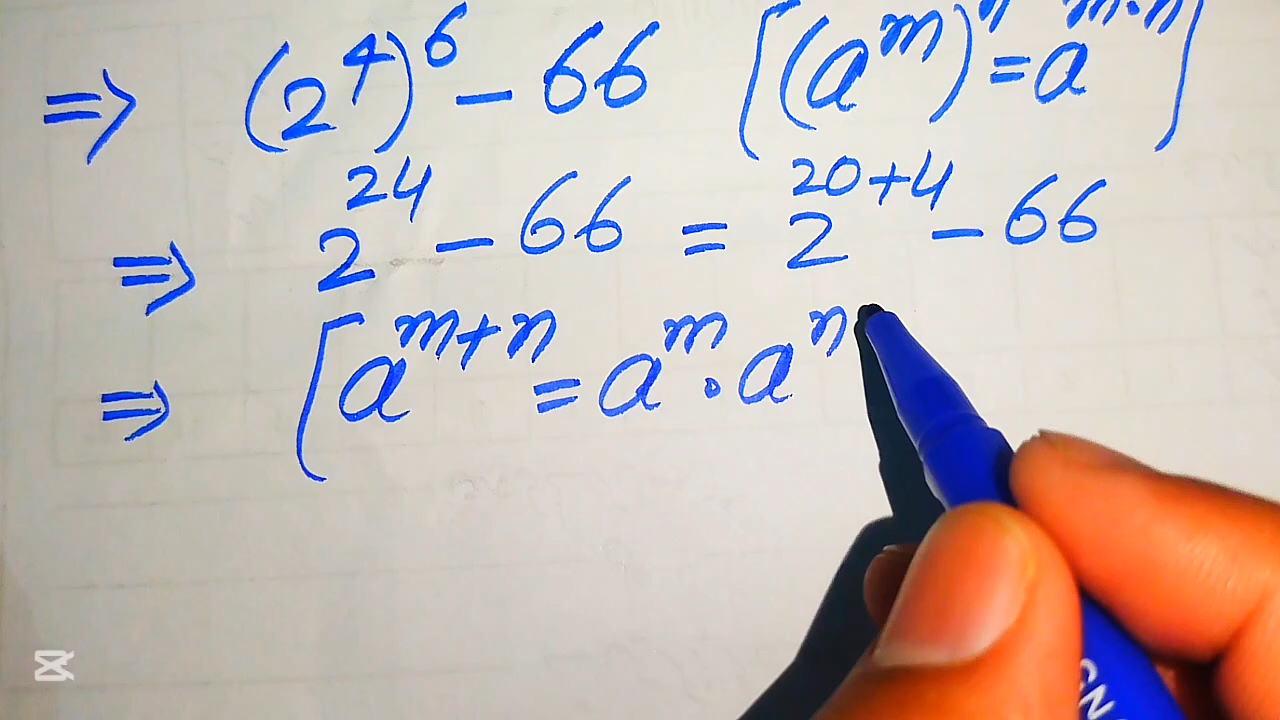 ⇒ (2⁴)⁶ – 66 [(aᵐ)ⁿ = aᵐ·ⁿ]
⇒ 2²⁴ – 66 = 2²⁰⁺⁴ – 66
⇒ [aᵐ⁺ⁿ = aᵐ · aⁿ